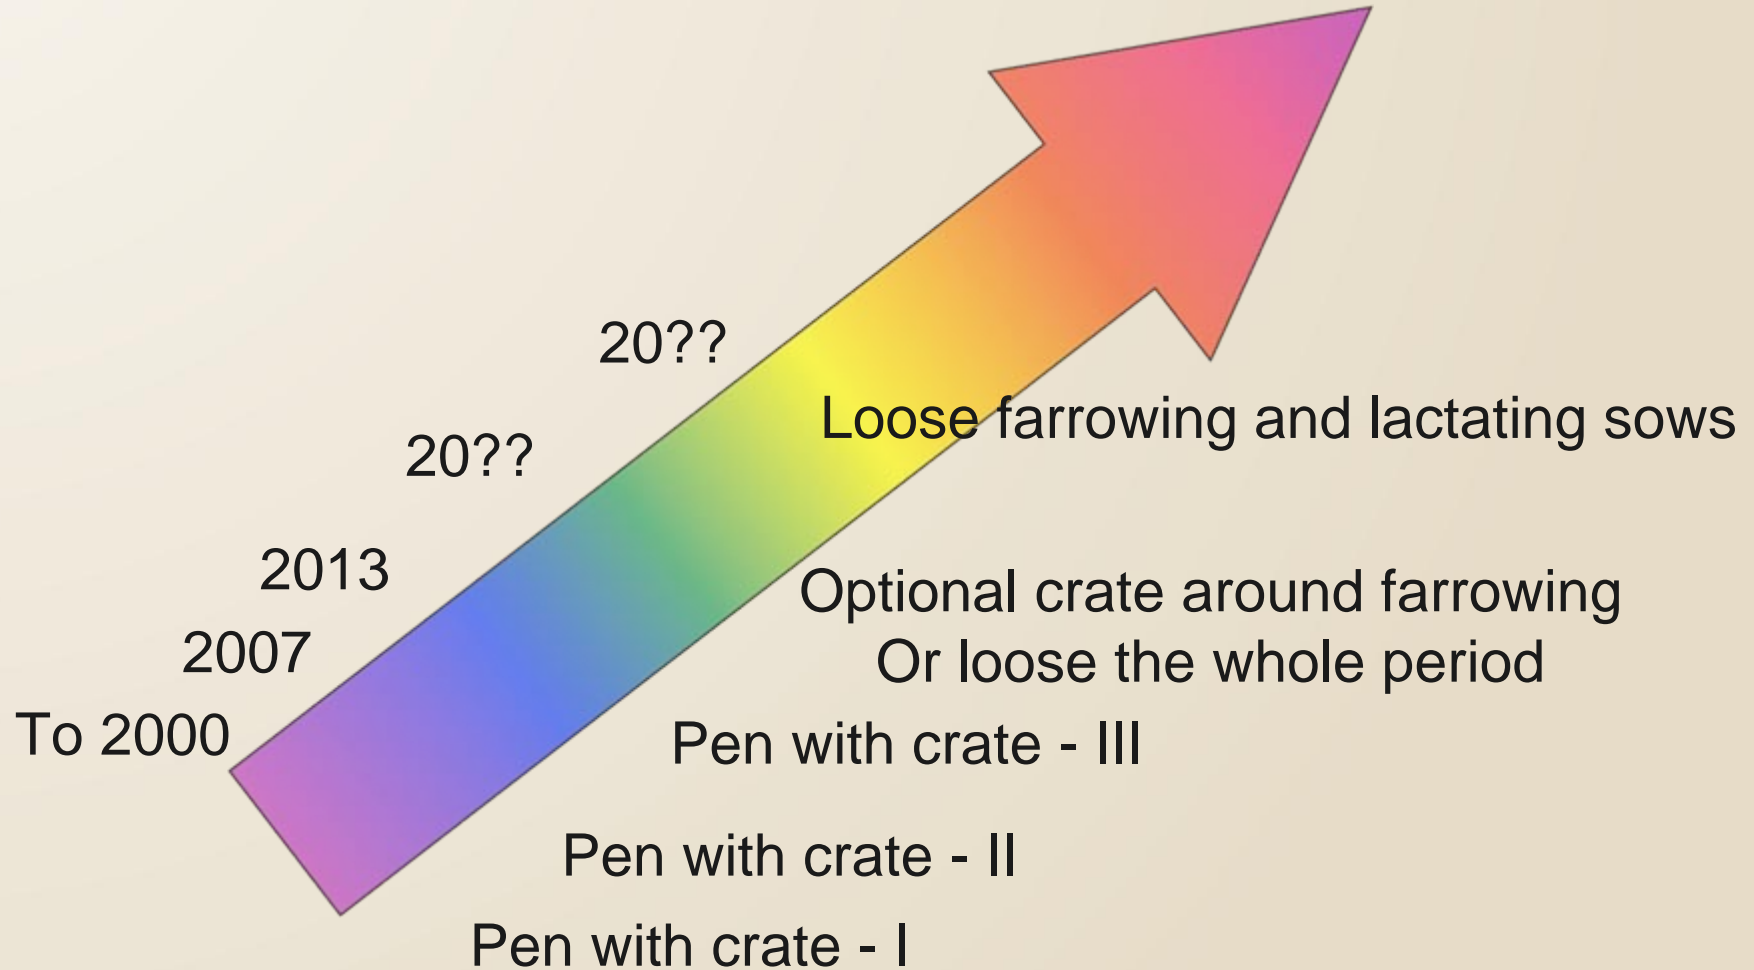 20??
Loose farrowing and lactating sows
20??
2013
Optional crate around farrowing
Or loose the whole period
2007
To 2000
Pen with crate - III
Pen with crate - II
Pen with crate - I